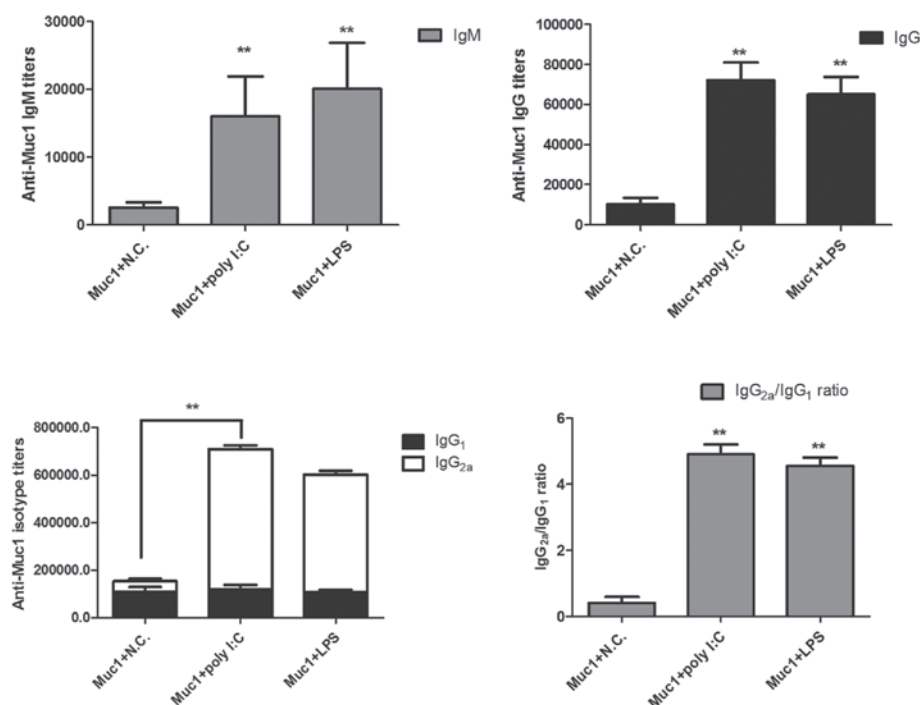 IgM
Anti-Muc1 IgM titers
30000
**
**
20000
10000
0
Muc1+N.C.
Muc1+poly I:C
Muc1+LPS
IgG
Anti-Muc1 IgG titers
100000
**
**
80000
60000
40000
20000
0
Muc1+N.C.
Muc1+poly I:C
Muc1+LPS
IgG1
IgG2a
Anti-Muc1 isotype titers
**
800000.0
600000.0
400000.0
200000.0
0.0
Muc1+N.C.
Muc1+poly I:C
Muc1+LPS
IgG2a/IgG1 ratio
IgG2a/IgG1 ratio
6
**
**
4
2
0
Muc1+N.C.
Muc1+poly I:C
Muc1+LPS